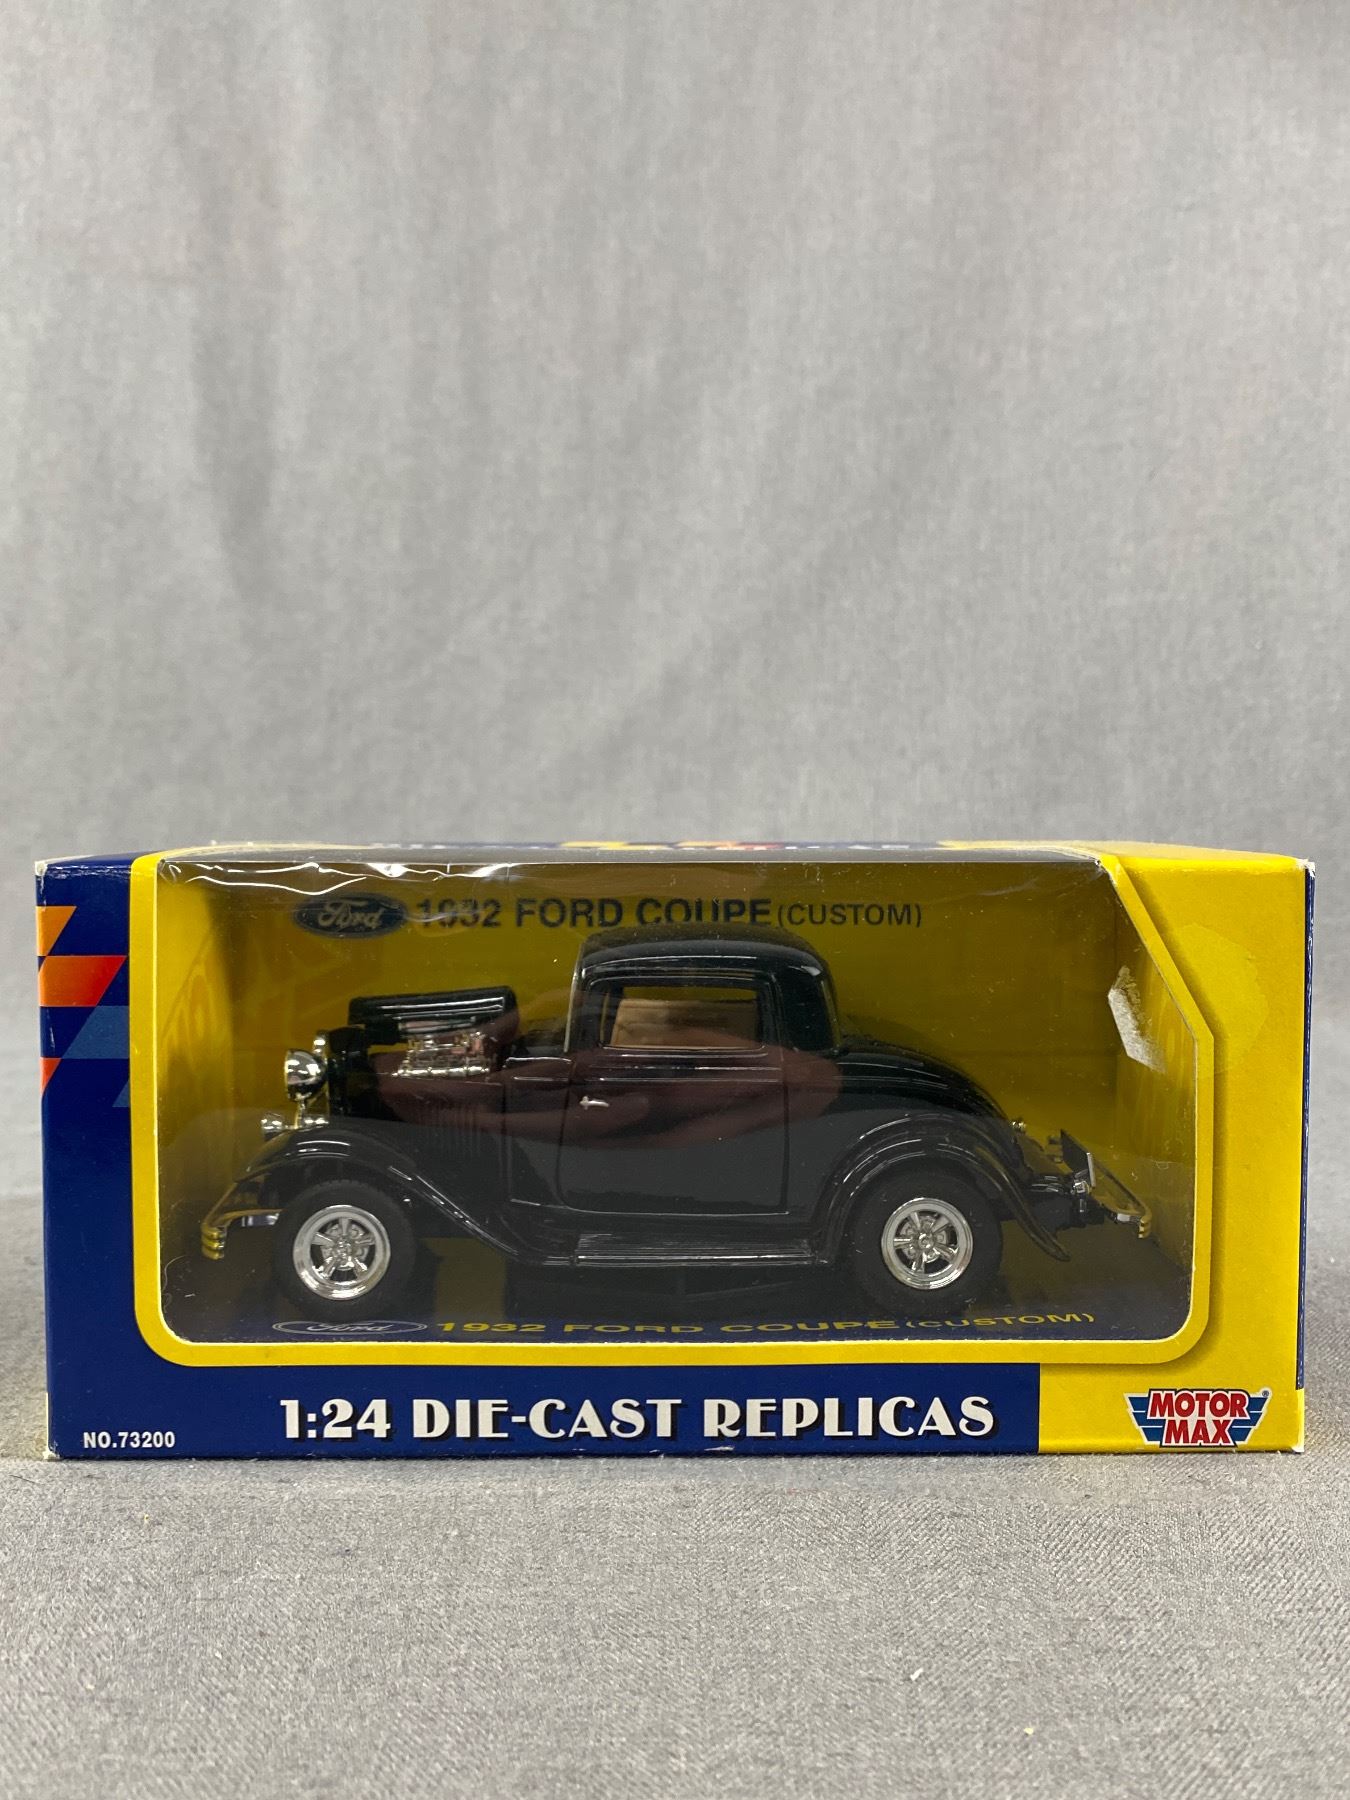 Ford 1932 FORD COUPE (CUSTOM)
Ford 1932 FORD COUPE (CUSTOM)
1:24 DIE-CAST REPLICAS
NO.73200
MOTOR
MAX